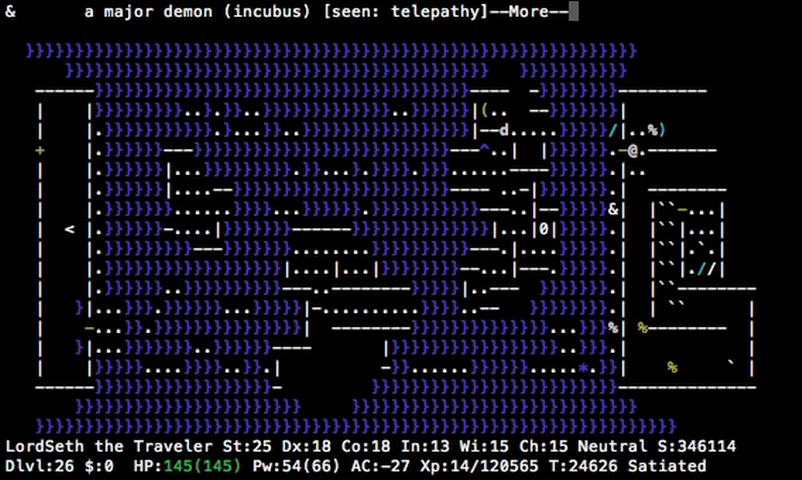 &       a major demon (incubus) [seen: telepathy]--More--
LordSeth the Traveler St:25 Dx:18 Co:18 In:13 Wi:15 Ch:15 Neutral S:346114
Dlvl:26 $:0  HP:145(145) Pw:54(66) AC:-27 Xp:14/120565 T:24626 Satiated